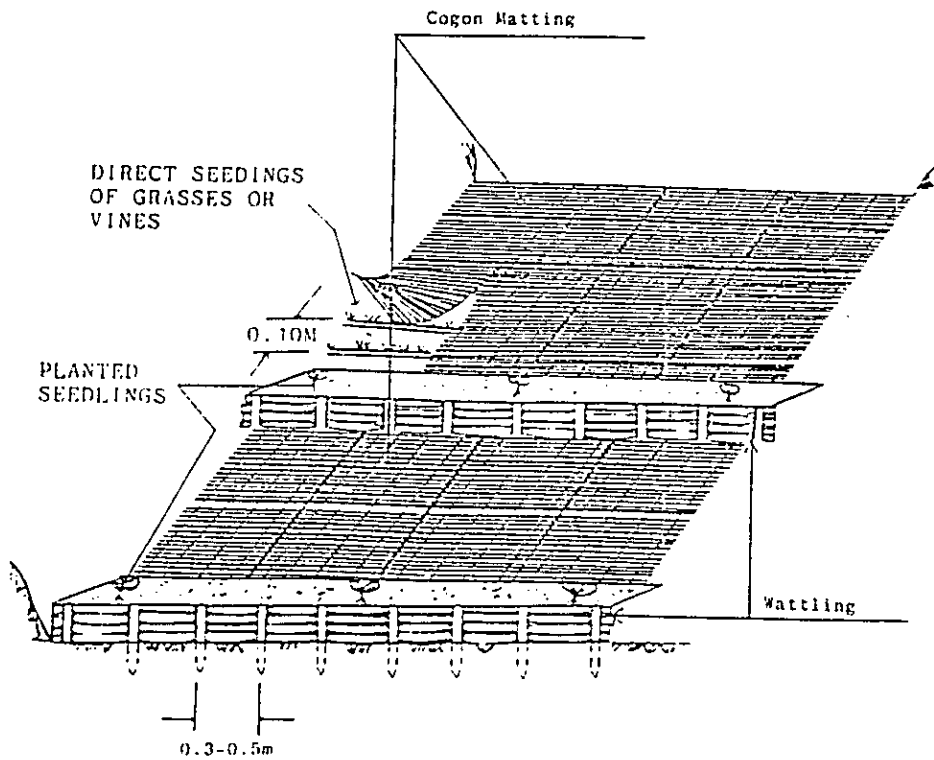 Cogon Matting
DIRECT SEEDINGS
OF GRASSES OR
VINES
0.10M
PLANTED
SEEDLINGS
Wattling
0.3-0.5m